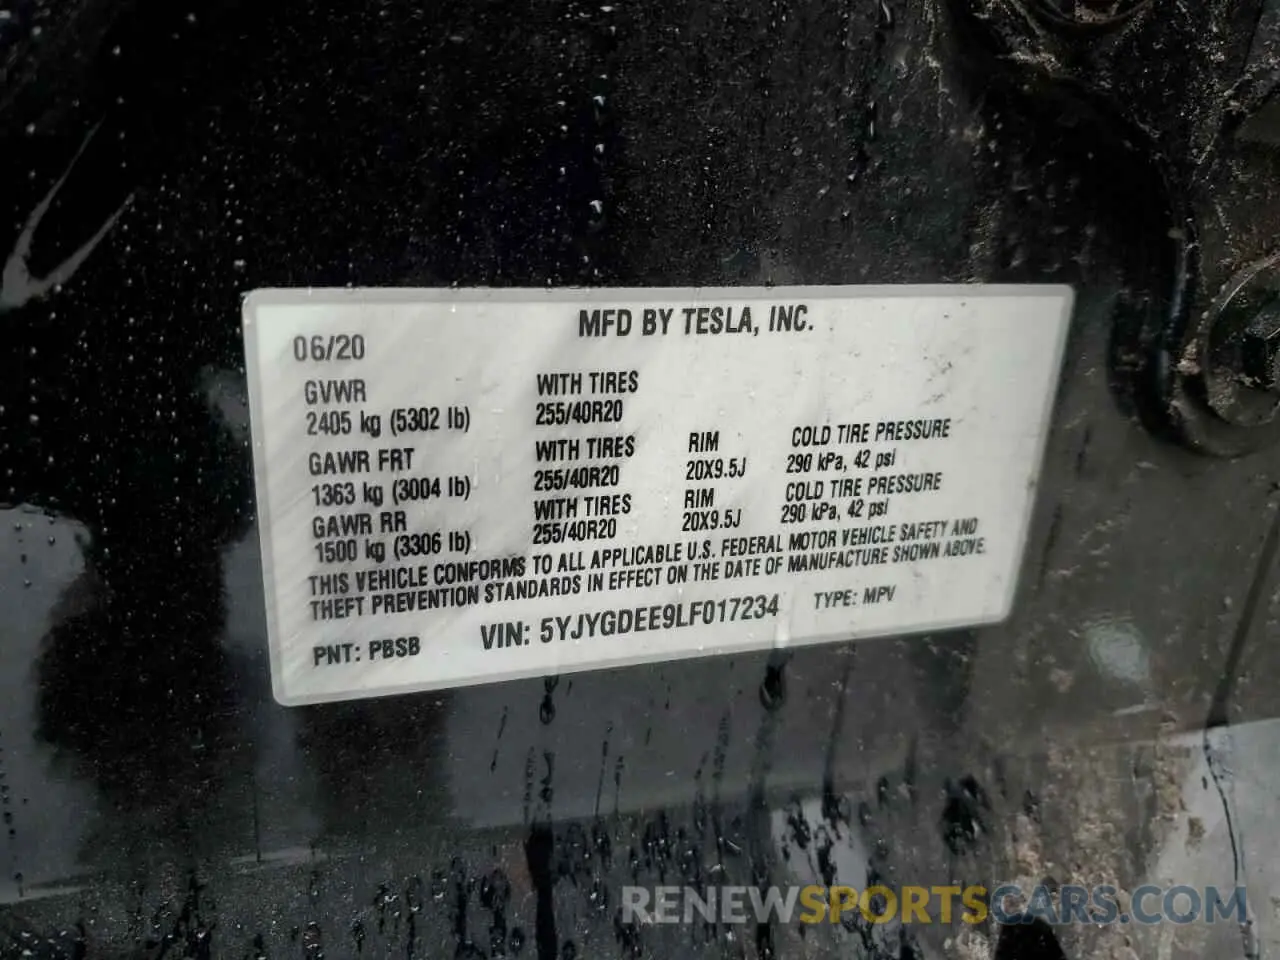 MFD BY TESLA, INC.
06/20
GVWR WITH TIRES
2405 kg (5302 lb) 255/40R20
GAWR FRT WITH TIRES RIM COLD TIRE PRESSURE
1363 kg (3004 lb) 255/40R20 20X9.5J 290 kPa, 42 psi
GAWR RR WITH TIRES RIM COLD TIRE PRESSURE
1500 kg (3306 lb) 255/40R20 20X9.5J 290 kPa, 42 psi
THIS VEHICLE CONFORMS TO ALL APPLICABLE U.S. FEDERAL MOTOR VEHICLE SAFETY AND
THEFT PREVENTION STANDARDS IN EFFECT ON THE DATE OF MANUFACTURE SHOWN ABOVE.
PNT: PBSB VIN: 5YJYGDEE9LF017234 TYPE: MPV
RENEWSPORTSCARS.COM